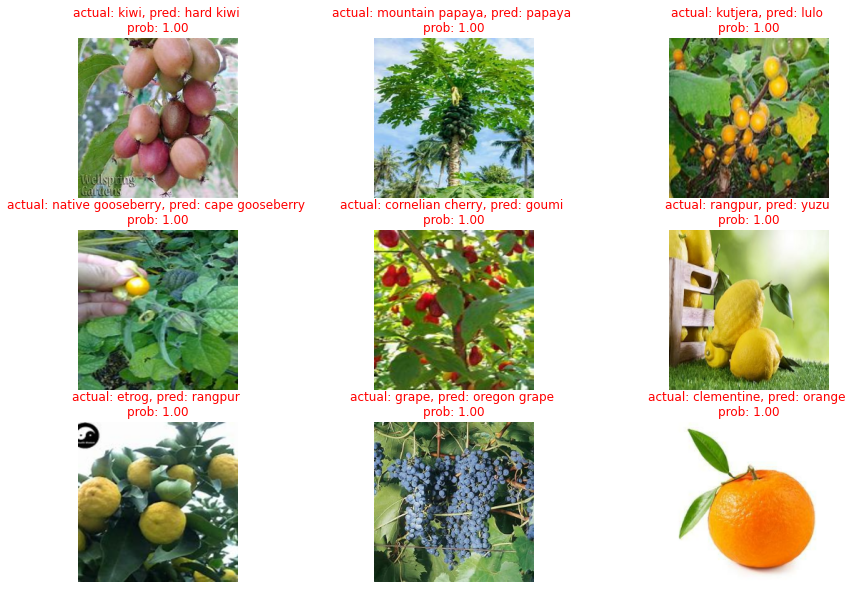 actual: kiwi, pred: hard kiwi
prob: 1.00
actual: mountain papaya, pred: papaya
prob: 1.00
actual: kutjera, pred: lulo
prob: 1.00
Wellspring
Gardens
actual: native gooseberry, pred: cape gooseberry
prob: 1.00
actual: cornelian cherry, pred: goumi
prob: 1.00
actual: rangpur, pred: yuzu
prob: 1.00
actual: etrog, pred: rangpur
prob: 1.00
actual: grape, pred: oregon grape
prob: 1.00
actual: clementine, pred: orange
prob: 1.00